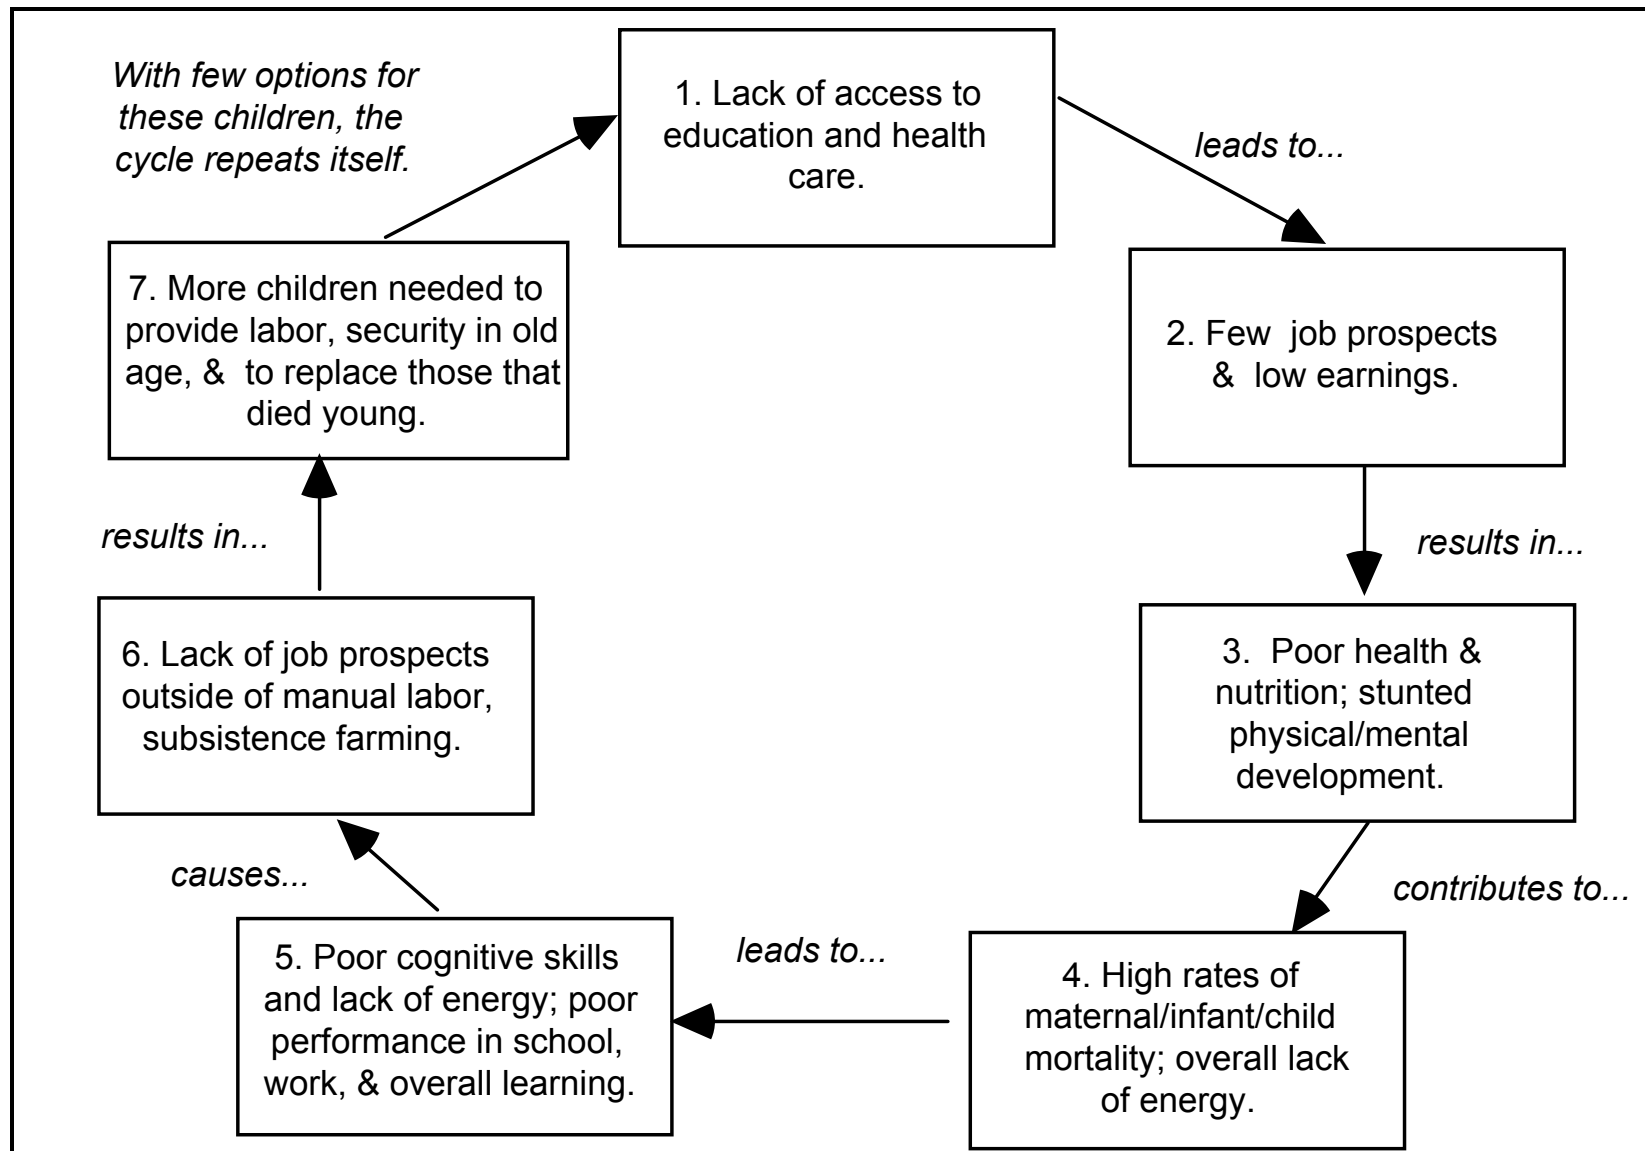 With few options for
these children, the
cycle repeats itself.
1. Lack of access to
education and health
care.
leads to...
2. Few job prospects
& low earnings.
results in...
3. Poor health &
nutrition; stunted
physical/mental
development.
contributes to...
4. High rates of
maternal/infant/child
mortality; overall lack
of energy.
leads to...
5. Poor cognitive skills
and lack of energy; poor
performance in school,
work, & overall learning.
causes...
6. Lack of job prospects
outside of manual labor,
subsistence farming.
results in...
7. More children needed to
provide labor, security in old
age, & to replace those that
died young.